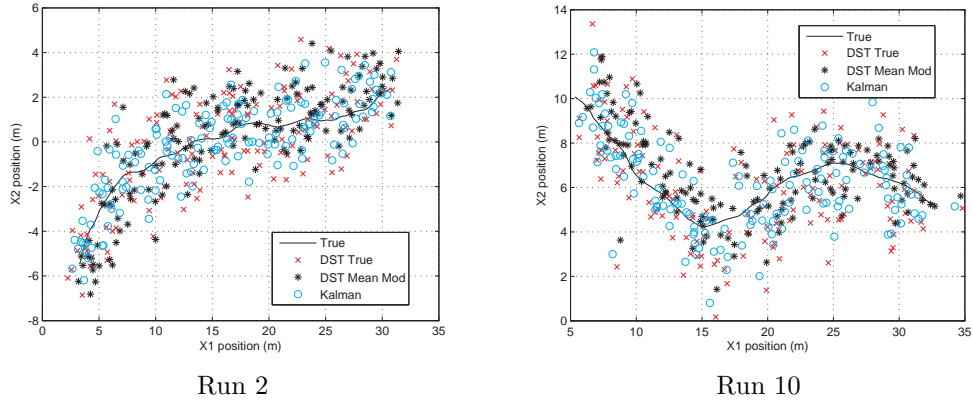 6
4
2
0
-2
-4
-6
-8
X2 position (m)
0
5
10
15
20
25
30
35
X1 position (m)
True
DST True
DST Mean Mod
Kalman
Run 2
14
12
10
8
6
4
2
0
X2 position (m)
5
10
15
20
25
30
35
X1 position (m)
True
DST True
DST Mean Mod
Kalman
Run 10